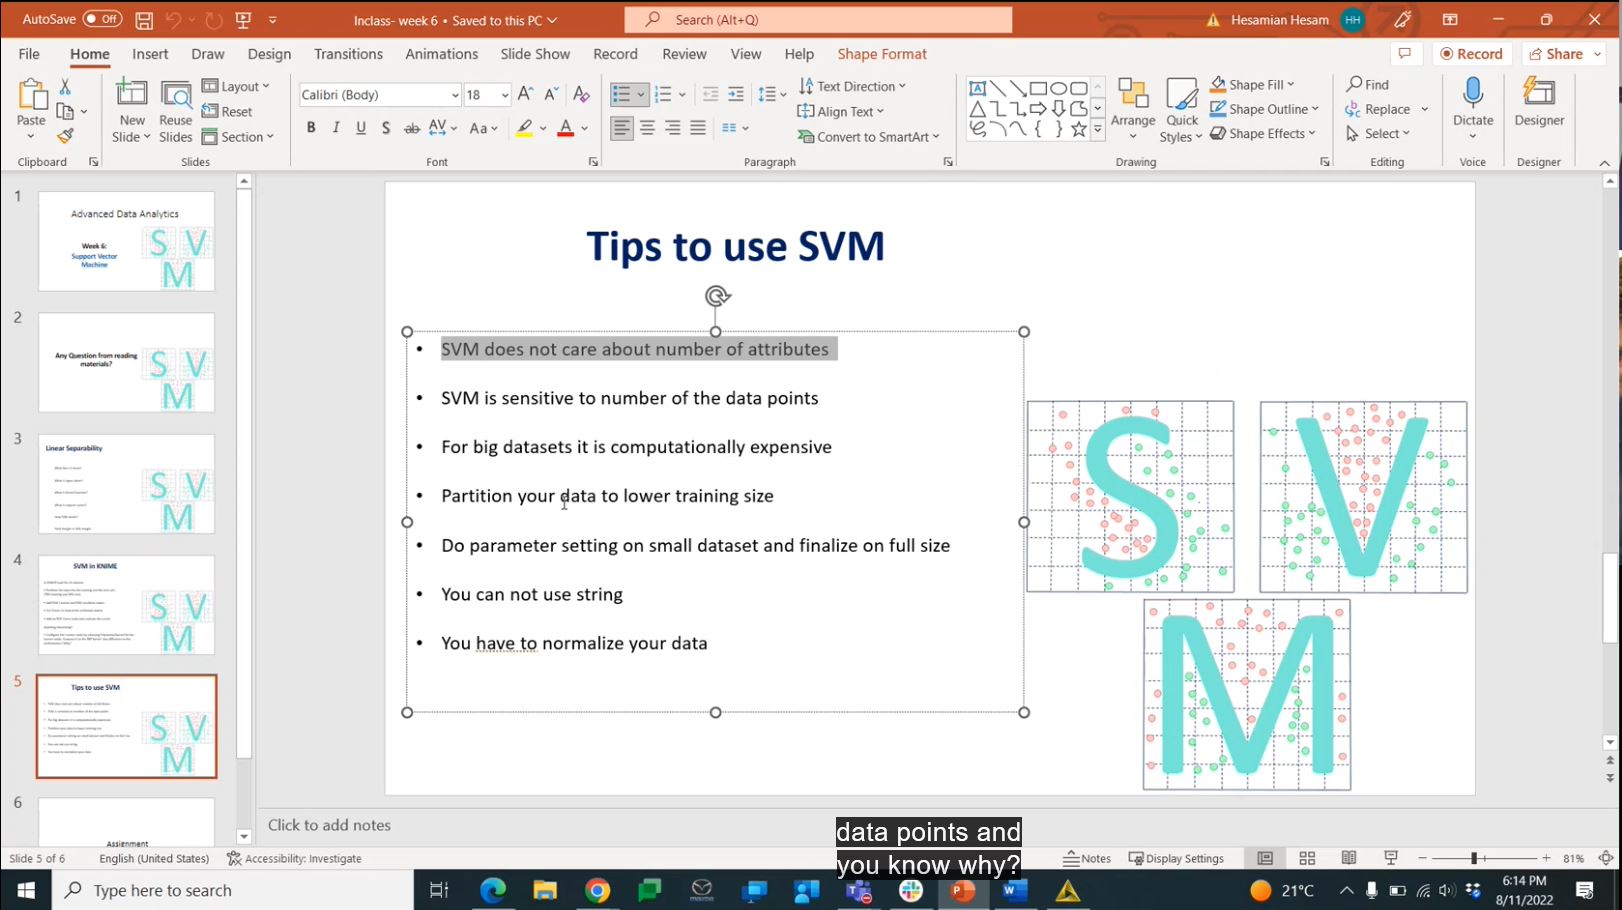 AutoSave Off
Inclass- week 6 • Saved to this PC
Search (Alt+Q)
Hesamian Hesam HH
File Home Insert Draw Design Transitions Animations Slide Show Record Review View Help Shape Format
Record Share
Paste
Clipboard
New Slide
Reuse Slides
Layout
Reset
Section
Slides
Calibri (Body) 18
B I U S ab AV Aa A
Font
Text Direction
Align Text
Convert to SmartArt
Paragraph
Arrange
Quick Styles
Shape Fill
Shape Outline
Shape Effects
Drawing
Find
Replace
Select
Editing
Dictate
Voice
Designer
Designer
1
Advanced Data Analytics
Week 6:
Support Vector
Machine
S V
M
2
Any Question from reading
materials?
S V
M
3
Linear Separability
S V
M
4
SVM in KNIME
S V
M
5
Tips to use SVM
S V
M
6
Assignment
Tips to use SVM
• SVM does not care about number of attributes
• SVM is sensitive to number of the data points
• For big datasets it is computationally expensive
• Partition your data to lower training size
• Do parameter setting on small dataset and finalize on full size
• You can not use string
• You have to normalize your data
S V
M
Click to add notes
data points and
you know why?
Slide 5 of 6 English (United States) Accessibility: Investigate
Notes Display Settings 81%
Type here to search
21°C
6:14 PM
8/11/2022